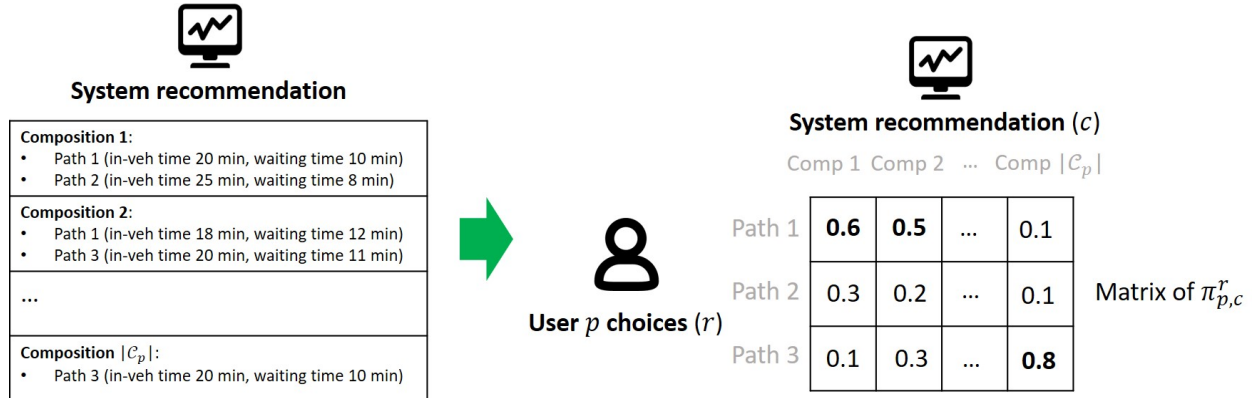 System recommendation
Composition 1:
• Path 1 (in-veh time 20 min, waiting time 10 min)
• Path 2 (in-veh time 25 min, waiting time 8 min)
Composition 2:
• Path 1 (in-veh time 18 min, waiting time 12 min)
• Path 3 (in-veh time 20 min, waiting time 11 min)
...
Composition |𝒞ₚ|:
• Path 3 (in-veh time 20 min, waiting time 10 min)
User p choices (r)
System recommendation (c)
Comp 1 Comp 2 ... Comp |𝒞ₚ|
Path 1 0.6 0.5 ... 0.1
Path 2 0.3 0.2 ... 0.1
Path 3 0.1 0.3 ... 0.8
Matrix of π^r_{p,c}